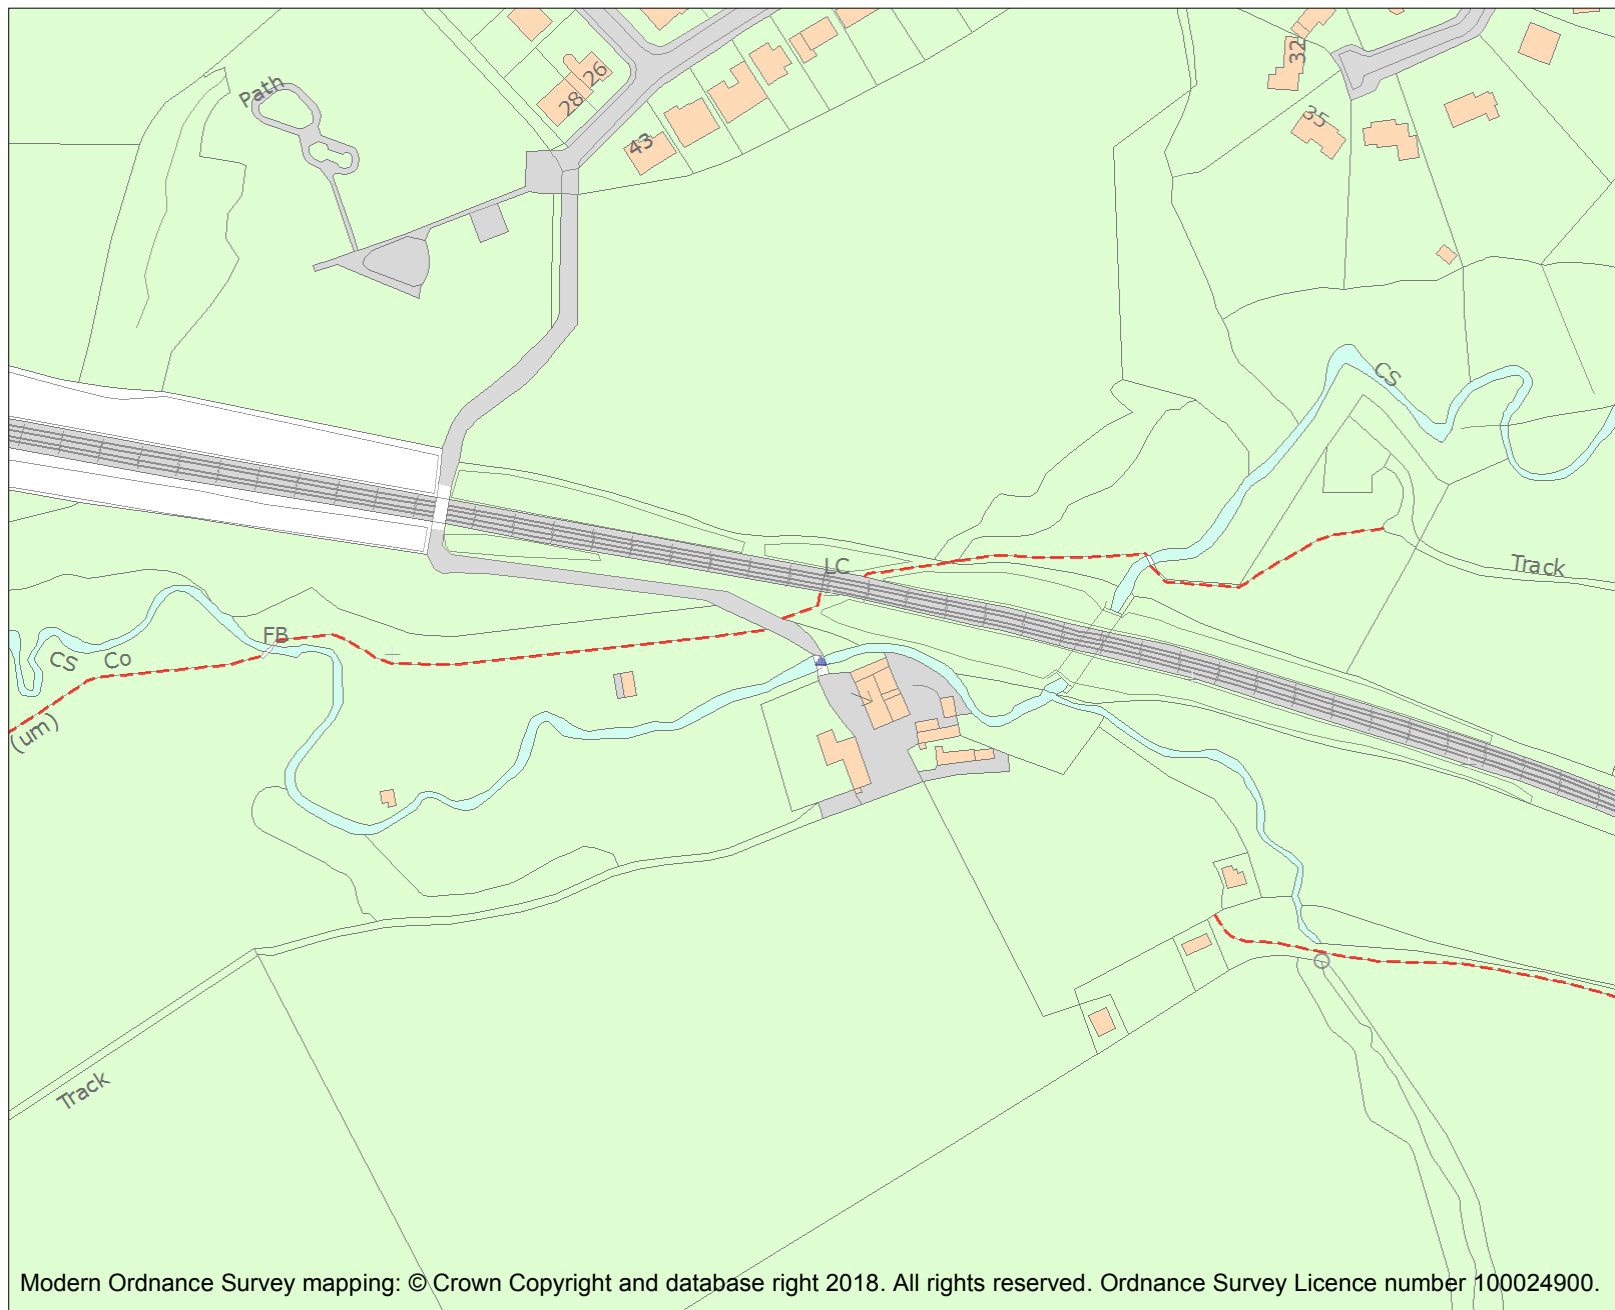 Path
26
28
43
32
35
CS
LC
Track
FB
CS
Co
(um)
Track
Modern Ordnance Survey mapping: © Crown Copyright and database right 2018. All rights reserved. Ordnance Survey Licence number 100024900.